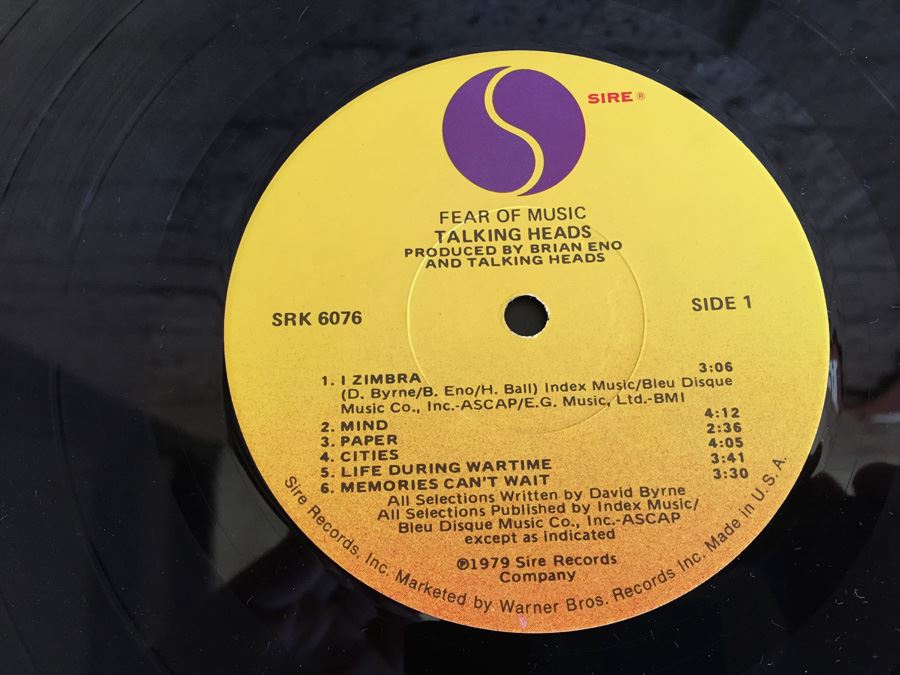 SIRE ®
FEAR OF MUSIC
TALKING HEADS
PRODUCED BY BRIAN ENO
AND TALKING HEADS
SRK 6076
SIDE 1
1. I ZIMBRA 3:06
(D. Byrne/B. Eno/H. Ball) Index Music/Bleu Disque
Music Co., Inc.-ASCAP/E.G. Music, Ltd.-BMI
2. MIND 4:12
3. PAPER 2:36
4. CITIES 4:05
5. LIFE DURING WARTIME 3:41
6. MEMORIES CAN'T WAIT 3:30
All Selections Written by David Byrne
All Selections Published by Index Music/
Bleu Disque Music Co., Inc.-ASCAP
except as indicated
℗1979 Sire Records
Company
Sire Records, Inc. Marketed by Warner Bros. Records Inc. Made in U.S.A.